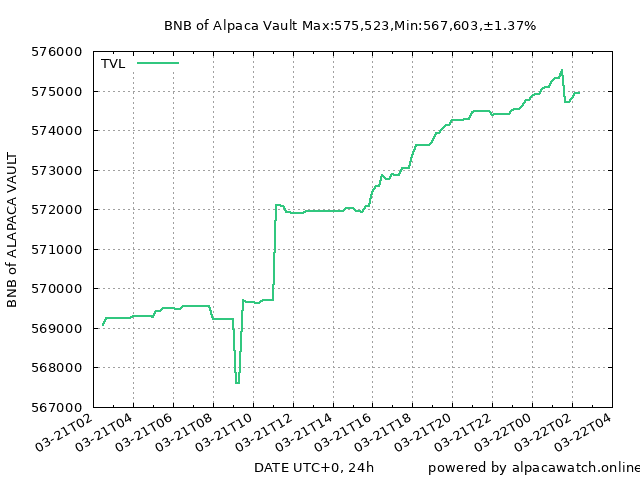 BNB of Alpaca Vault Max:575,523,Min:567,603,±1.37%
576000
TVL
575000
574000
573000
572000
571000
570000
569000
568000
567000
BNB of ALAPACA VAULT
03-21T02
03-21T04
03-21T06
03-21T08
03-21T10
03-21T12
03-21T14
03-21T16
03-21T18
03-21T20
03-21T22
03-22T00
03-22T02
03-22T04
DATE UTC+0, 24h
powered by alpacawatch.online